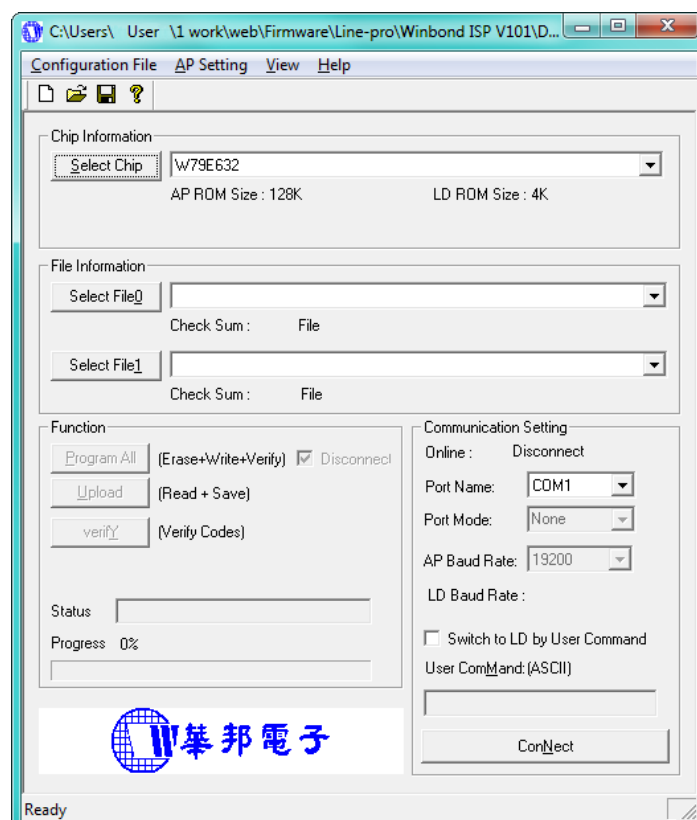 C:\Users\ User \1 work\web\Firmware\Line-pro\Winbond ISP V101\D...
Configuration File AP Setting View Help
Chip Information
Select Chip W79E632
AP ROM Size : 128K LD ROM Size : 4K
File Information
Select File0
Check Sum : File
Select File1
Check Sum : File
Function
Program All (Erase+Write+Verify) Disconnect
Upload (Read + Save)
verifY (Verify Codes)
Status
Progress 0%
Communication Setting
Online : Disconnect
Port Name: COM1
Port Mode: None
AP Baud Rate: 19200
LD Baud Rate :
Switch to LD by User Command
User ComMand:(ASCII)
ConNect
華邦電子
Ready